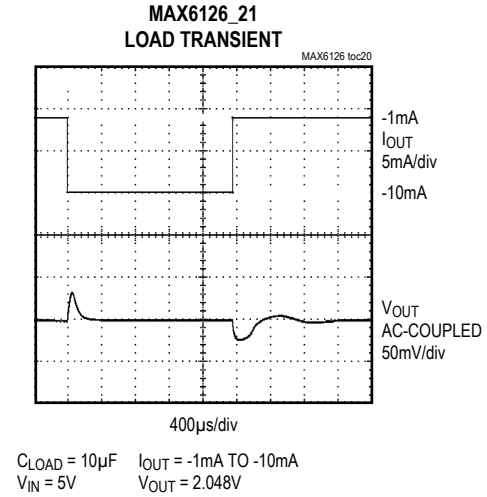 MAX6126_21
LOAD TRANSIENT
MAX6126 toc20
-1mA
IOUT
5mA/div
-10mA
VOUT
AC-COUPLED
50mV/div
400µs/div
CLOAD = 10µF IOUT = -1mA TO -10mA
VIN = 5V VOUT = 2.048V